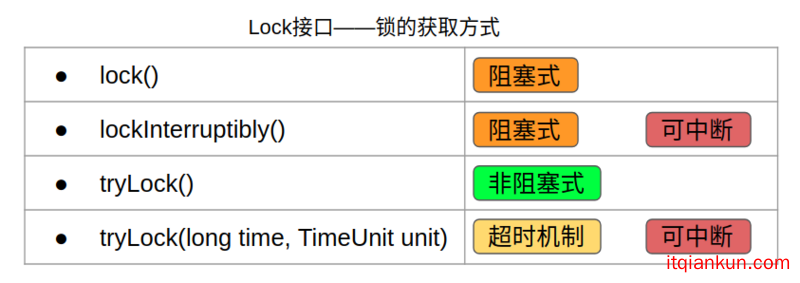 Lock接口——锁的获取方式
● lock() 阻塞式
● lockInterruptibly() 阻塞式 可中断
● tryLock() 非阻塞式
● tryLock(long time, TimeUnit unit) 超时机制 可中断
itqiankun.com